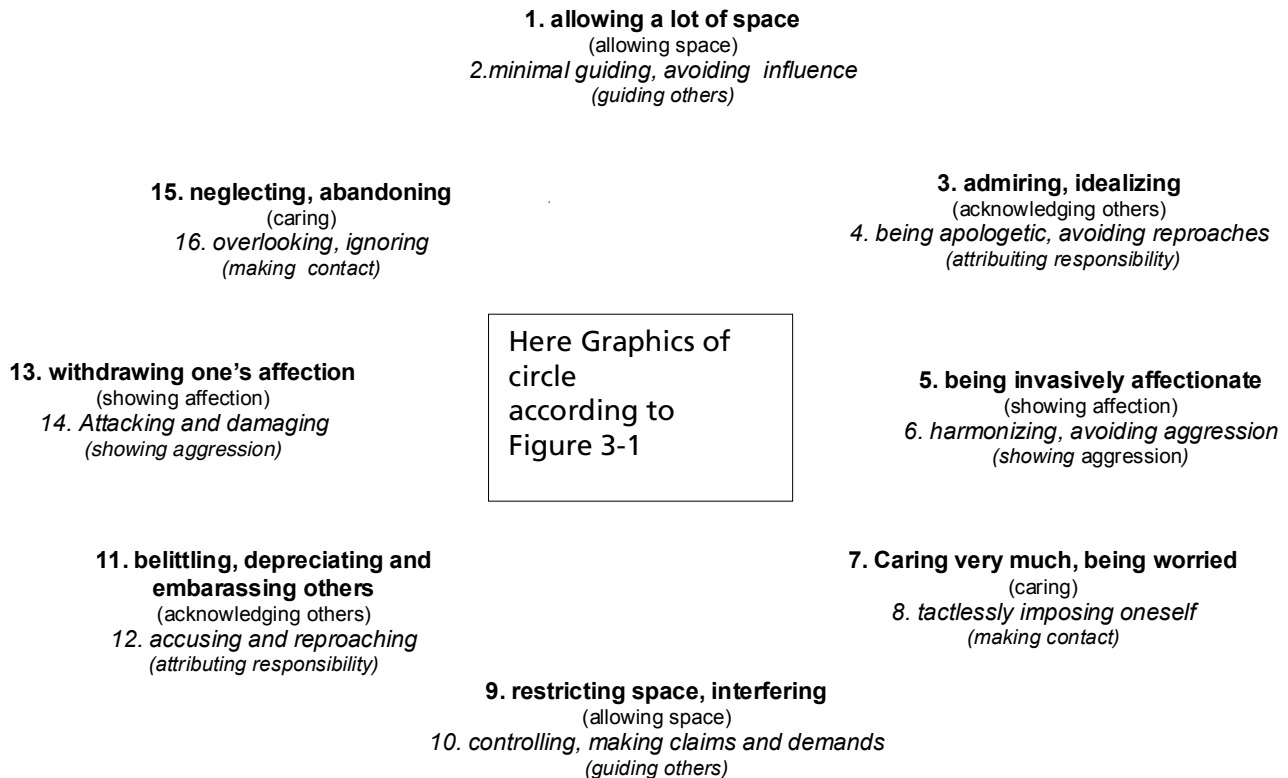 1. allowing a lot of space
(allowing space)
2.minimal guiding, avoiding influence
(guiding others)
15. neglecting, abandoning
(caring)
16. overlooking, ignoring
(making contact)
3. admiring, idealizing
(acknowledging others)
4. being apologetic, avoiding reproaches
(attribuiting responsibility)
13. withdrawing one’s affection
(showing affection)
14. Attacking and damaging
(showing aggression)
Here Graphics of
circle
according to
Figure 3-1
5. being invasively affectionate
(showing affection)
6. harmonizing, avoiding aggression
(showing aggression)
11. belittling, depreciating and
embarassing others
(acknowledging others)
12. accusing and reproaching
(attributing responsibility)
7. Caring very much, being worried
(caring)
8. tactlessly imposing oneself
(making contact)
9. restricting space, interfering
(allowing space)
10. controlling, making claims and demands
(guiding others)